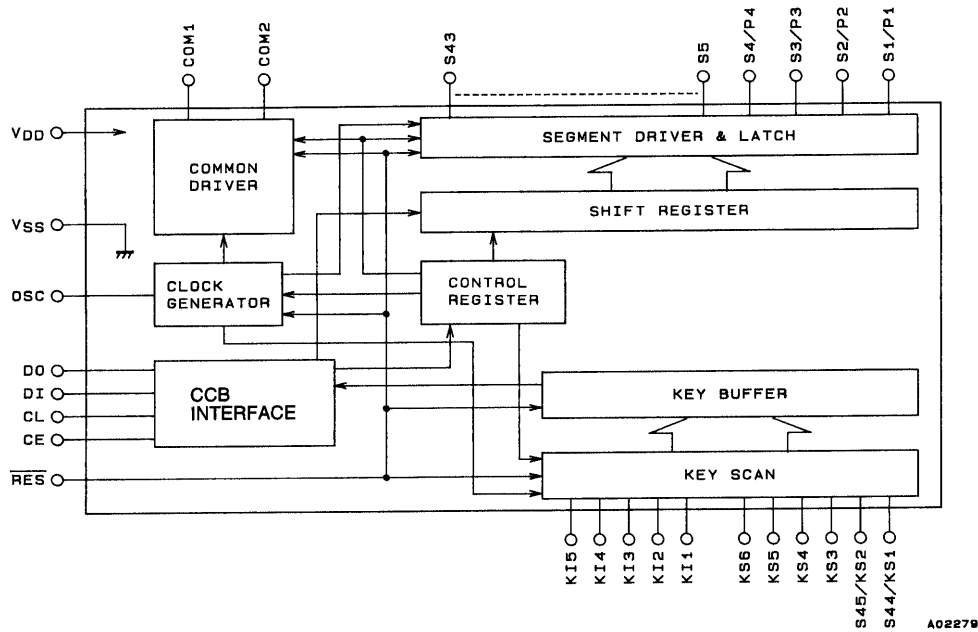 COM1
COM2
S43
S5
S4/P4
S3/P3
S2/P2
S1/P1
VDD
COMMON
DRIVER
SEGMENT DRIVER & LATCH
VSS
SHIFT REGISTER
OSC
CLOCK
GENERATOR
CONTROL
REGISTER
DO
DI
CL
CE
CCB
INTERFACE
KEY BUFFER
RES
KEY SCAN
KI5
KI4
KI3
KI2
KI1
KS6
KS5
KS4
KS3
S45/KS2
S44/KS1
A02279